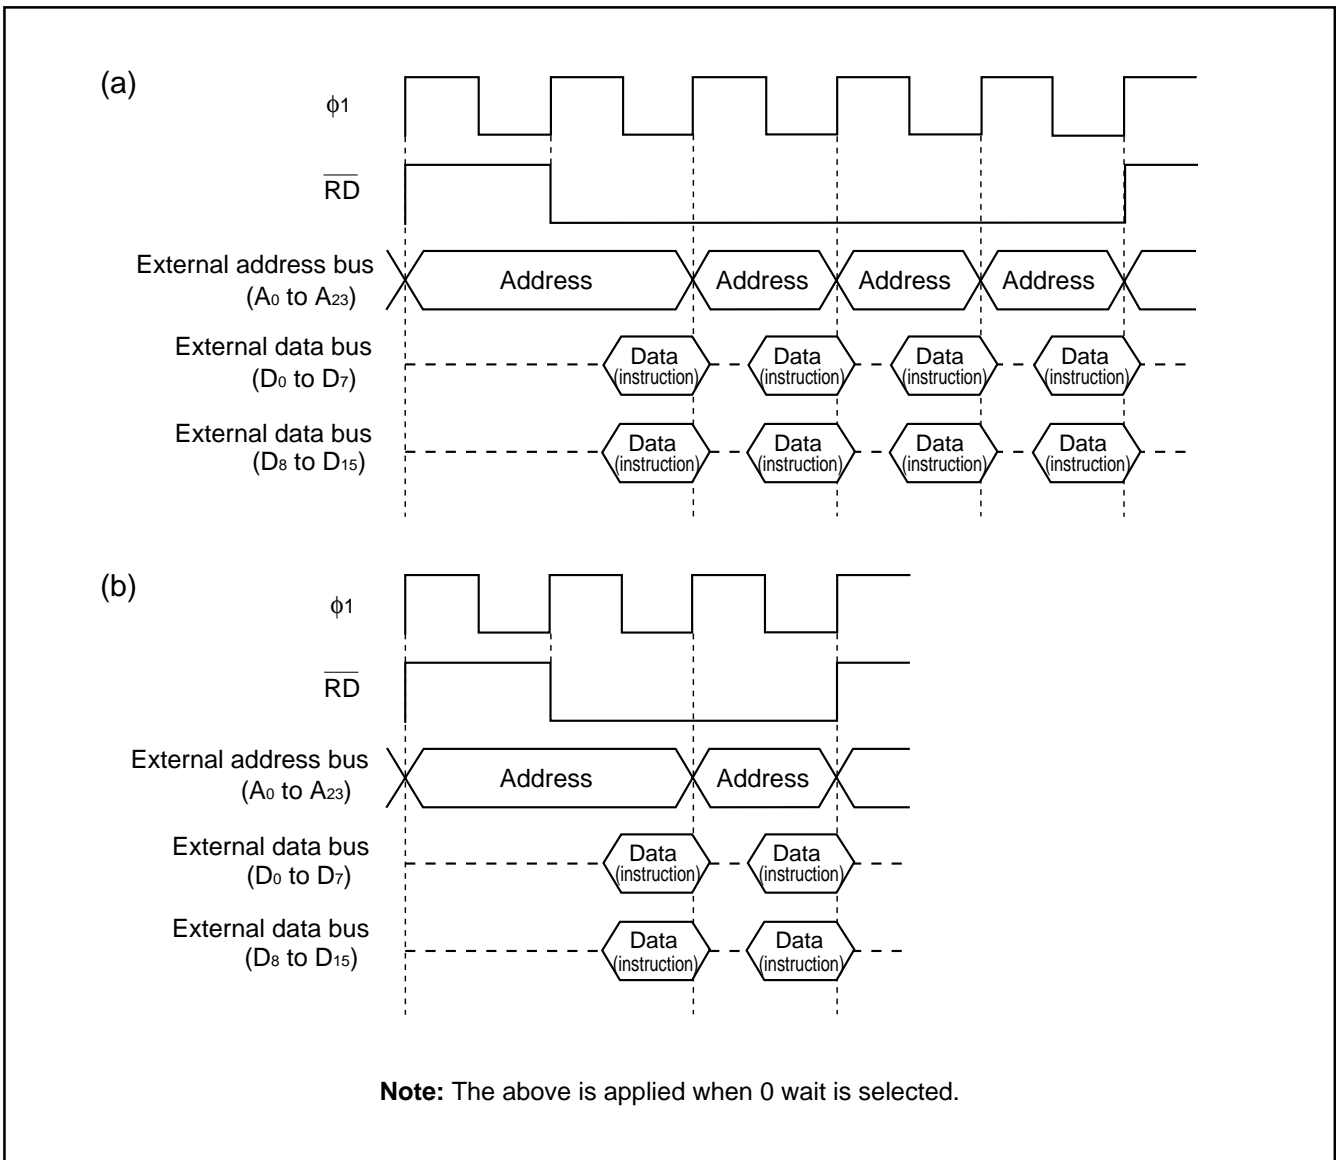 (a)
ϕ1
RD
External address bus
(A0 to A23)
Address Address Address Address
External data bus
(D0 to D7)
Data Data Data Data
(instruction) (instruction) (instruction) (instruction)
External data bus
(D8 to D15)
Data Data Data Data
(instruction) (instruction) (instruction) (instruction)
(b)
ϕ1
RD
External address bus
(A0 to A23)
Address Address
External data bus
(D0 to D7)
Data Data
(instruction) (instruction)
External data bus
(D8 to D15)
Data Data
(instruction) (instruction)
Note: The above is applied when 0 wait is selected.